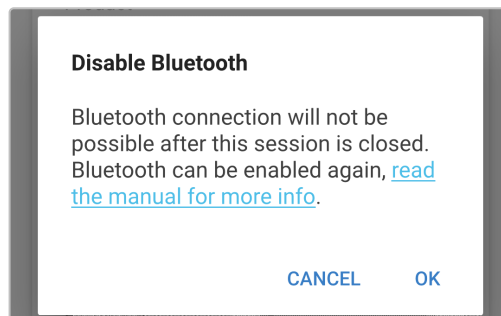 Disable Bluetooth
Bluetooth connection will not be
possible after this session is closed.
Bluetooth can be enabled again, read
the manual for more info.
CANCEL OK